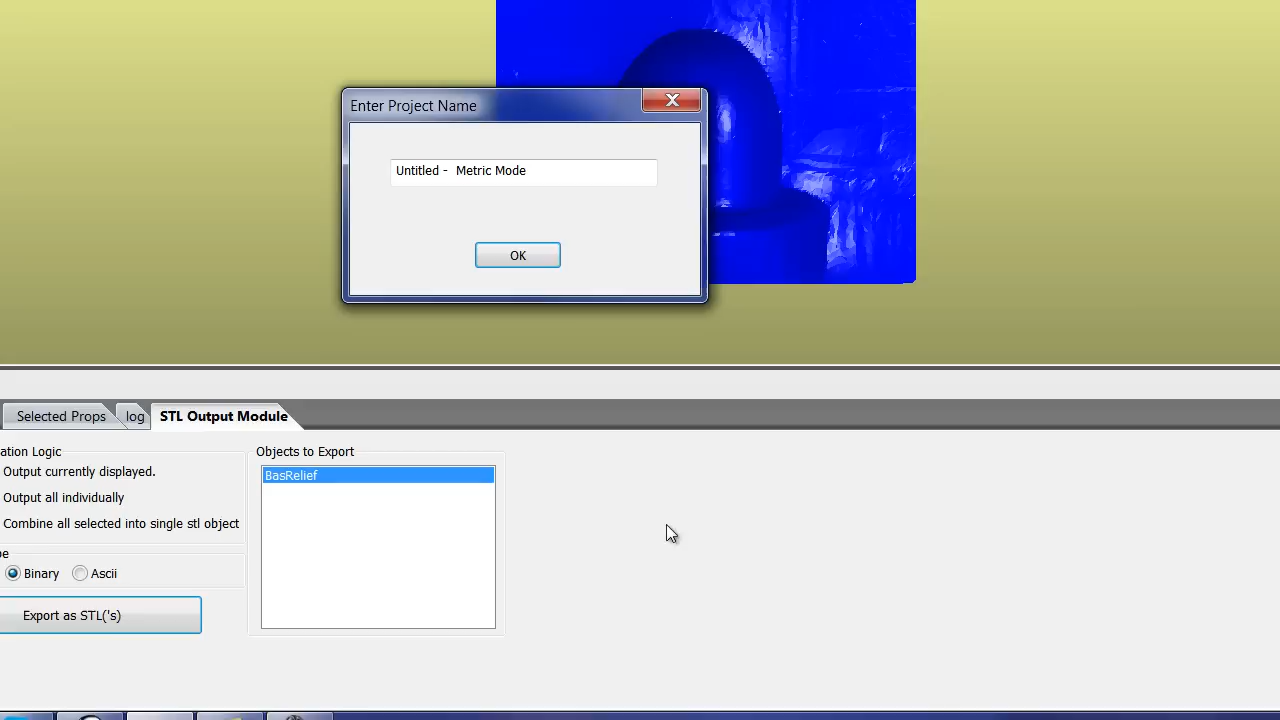 Enter Project Name
Untitled -  Metric Mode
OK
Selected Props
log
STL Output Module
ation Logic
Output currently displayed.
Output all individually
Combine all selected into single stl object
pe
Binary
Ascii
Export as STL('s)
Objects to Export
BasRelief